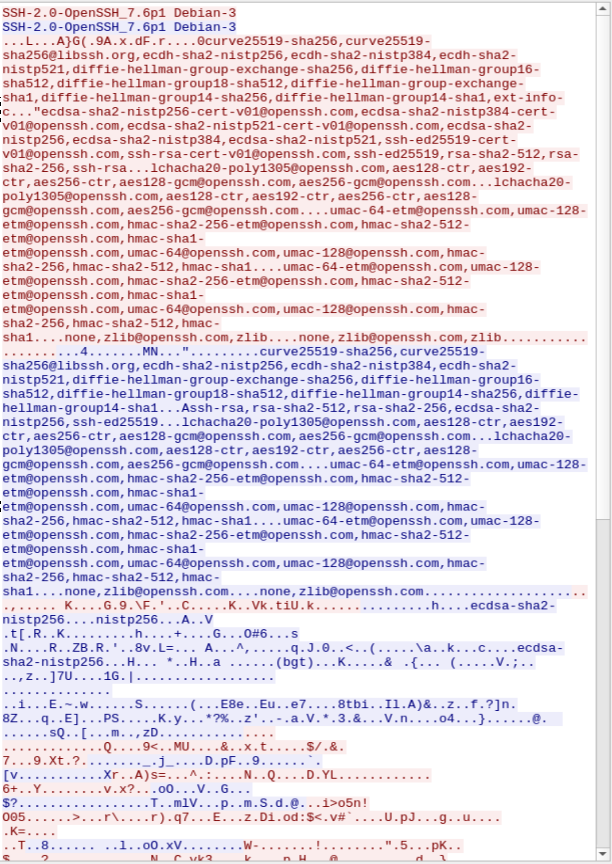 SSH-2.0-OpenSSH_7.6p1 Debian-3
SSH-2.0-OpenSSH_7.6p1 Debian-3
...L...A}G(.9A.x.dF.r....0curve25519-sha256,curve25519-
sha256@libssh.org,ecdh-sha2-nistp256,ecdh-sha2-nistp384,ecdh-sha2-
nistp521,diffie-hellman-group-exchange-sha256,diffie-hellman-group16-
sha512,diffie-hellman-group18-sha512,diffie-hellman-group-exchange-
sha1,diffie-hellman-group14-sha256,diffie-hellman-group14-sha1,ext-info-
c..."ecdsa-sha2-nistp256-cert-v01@openssh.com,ecdsa-sha2-nistp384-cert-
v01@openssh.com,ecdsa-sha2-nistp521-cert-v01@openssh.com,ecdsa-sha2-
nistp256,ecdsa-sha2-nistp384,ecdsa-sha2-nistp521,ssh-ed25519-cert-
v01@openssh.com,ssh-rsa-cert-v01@openssh.com,ssh-ed25519,rsa-sha2-512,rsa-
sha2-256,ssh-rsa...lchacha20-poly1305@openssh.com,aes128-ctr,aes192-
ctr,aes256-ctr,aes128-gcm@openssh.com,aes256-gcm@openssh.com...lchacha20-
poly1305@openssh.com,aes128-ctr,aes192-ctr,aes256-ctr,aes128-
gcm@openssh.com,aes256-gcm@openssh.com....umac-64-etm@openssh.com,umac-128-
etm@openssh.com,hmac-sha2-256-etm@openssh.com,hmac-sha2-512-
etm@openssh.com,hmac-sha1-
etm@openssh.com,umac-64@openssh.com,umac-128@openssh.com,hmac-
sha2-256,hmac-sha2-512,hmac-sha1....umac-64-etm@openssh.com,umac-128-
etm@openssh.com,hmac-sha2-256-etm@openssh.com,hmac-sha2-512-
etm@openssh.com,hmac-sha1-
etm@openssh.com,umac-64@openssh.com,umac-128@openssh.com,hmac-
sha2-256,hmac-sha2-512,hmac-
sha1....none,zlib@openssh.com,zlib....none,zlib@openssh.com,zlib...........
..........4.......MN..."..........curve25519-sha256,curve25519-
sha256@libssh.org,ecdh-sha2-nistp256,ecdh-sha2-nistp384,ecdh-sha2-
nistp521,diffie-hellman-group-exchange-sha256,diffie-hellman-group16-
sha512,diffie-hellman-group18-sha512,diffie-hellman-group14-sha256,diffie-
hellman-group14-sha1...Assh-rsa,rsa-sha2-512,rsa-sha2-256,ecdsa-sha2-
nistp256,ssh-ed25519...lchacha20-poly1305@openssh.com,aes128-ctr,aes192-
ctr,aes256-ctr,aes128-gcm@openssh.com,aes256-gcm@openssh.com...lchacha20-
poly1305@openssh.com,aes128-ctr,aes192-ctr,aes256-ctr,aes128-
gcm@openssh.com,aes256-gcm@openssh.com....umac-64-etm@openssh.com,umac-128-
etm@openssh.com,hmac-sha2-256-etm@openssh.com,hmac-sha2-512-
etm@openssh.com,hmac-sha1-
etm@openssh.com,umac-64@openssh.com,umac-128@openssh.com,hmac-
sha2-256,hmac-sha2-512,hmac-sha1....umac-64-etm@openssh.com,umac-128-
etm@openssh.com,hmac-sha2-256-etm@openssh.com,hmac-sha2-512-
etm@openssh.com,hmac-sha1-
etm@openssh.com,umac-64@openssh.com,umac-128@openssh.com,hmac-
sha2-256,hmac-sha2-512,hmac-
sha1....none,zlib@openssh.com....none,zlib@openssh.com.....................
.,..... K....G.9.\F.'..C.....K..Vk.tiU.k................h....ecdsa-sha2-
nistp256....nistp256...A..V
.t[.R..K.........h....+....G...O#6...s
.N....R..ZB.R.'..8v.L=... A...^,.....q.J.0..<..(.....\a..k...c....ecdsa-
sha2-nistp256...H... *..H..a ......(bgt)...K.....& .{... (.....V.;..
..,z..]7U....1G.|..................
..............
..i...E.~.w......S......(...E8e..Eu..e7....8tbi..Il.A)&..z..f.?]n.
8Z...q..E]...PS.....K.y...*?%..z'..-.a.V.*.3.&...V.n....o4...}......@.
......sQ..[...m..,zD...............
.............Q....9<..MU....&..x.t.....$/.&.
7...9.Xt.?......._.j_....D.pF..9......`.
[v...........Xr..A)s=...^.:....N..Q....D.YL............
6+..Y........v.x?...oO...V..G...
$?..................T..mlV...p..m.S.d.@...i>o5n!
O05......>...r\....r).q7...E...z.Di.od:$<.v#`....U.pJ...g..u....
.K=....
..T..8...... ..l..oO.xV.......W-......!.......".5...pK..